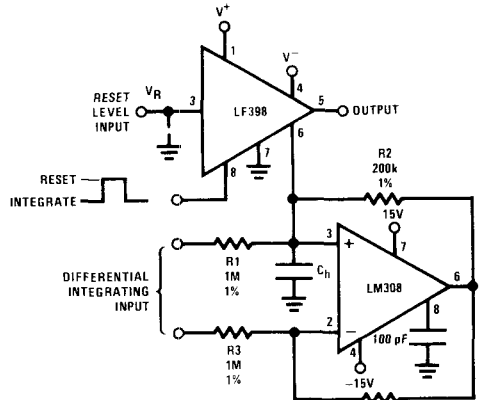 V+
1
V−
4
VR
RESET
LEVEL
INPUT
3
LF398
5
OUTPUT
6
7
8
RESET
INTEGRATE
R2
200k
1%
15V
3
+
7
R1
1M
1%
Ch
LM308
6
DIFFERENTIAL
INTEGRATING
INPUT
2
−
8
100 pF
4
R3
1M
1%
−15V